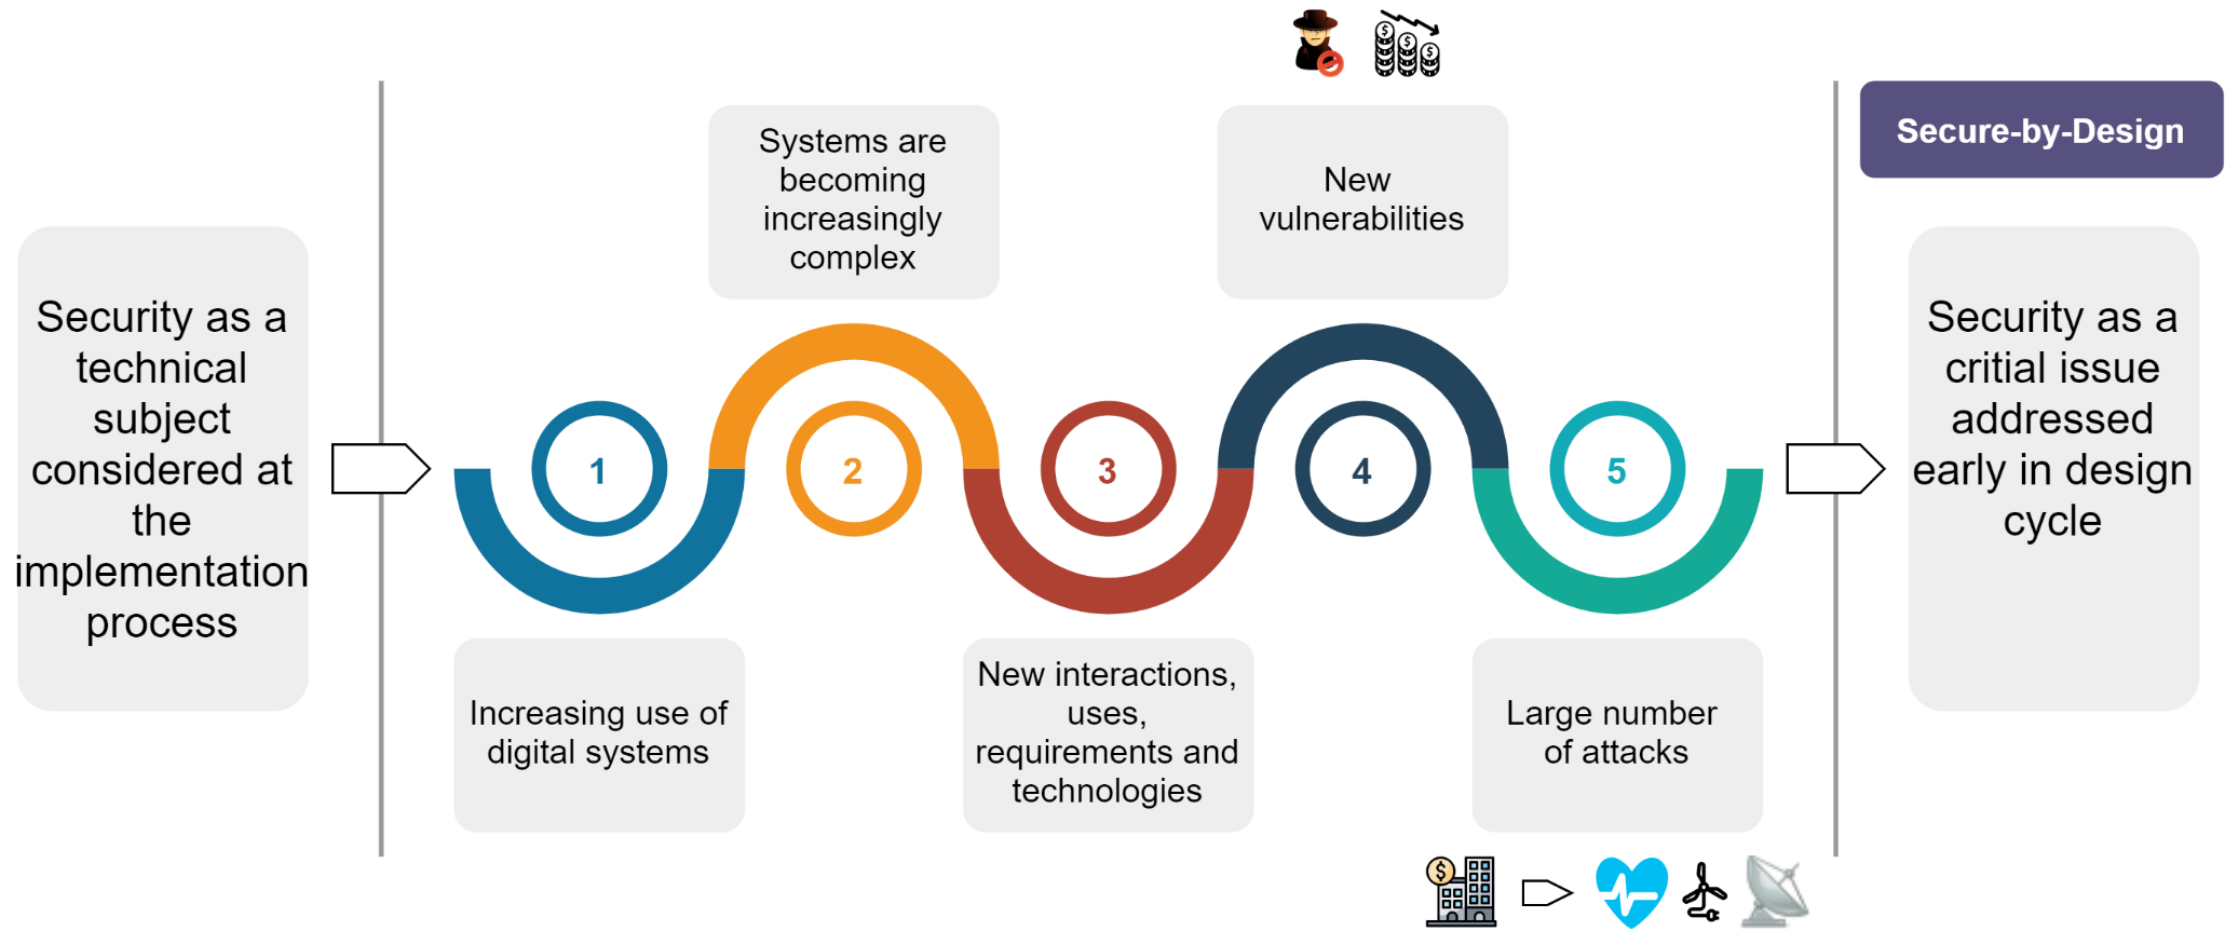 Security as a
technical
subject
considered at
the
implementation
process
1
Increasing use of
digital systems
Systems are
becoming
increasingly
complex
2
3
New interactions,
uses,
requirements and
technologies
New
vulnerabilities
4
5
Large number
of attacks
Secure-by-Design
Security as a
critial issue
addressed
early in design
cycle